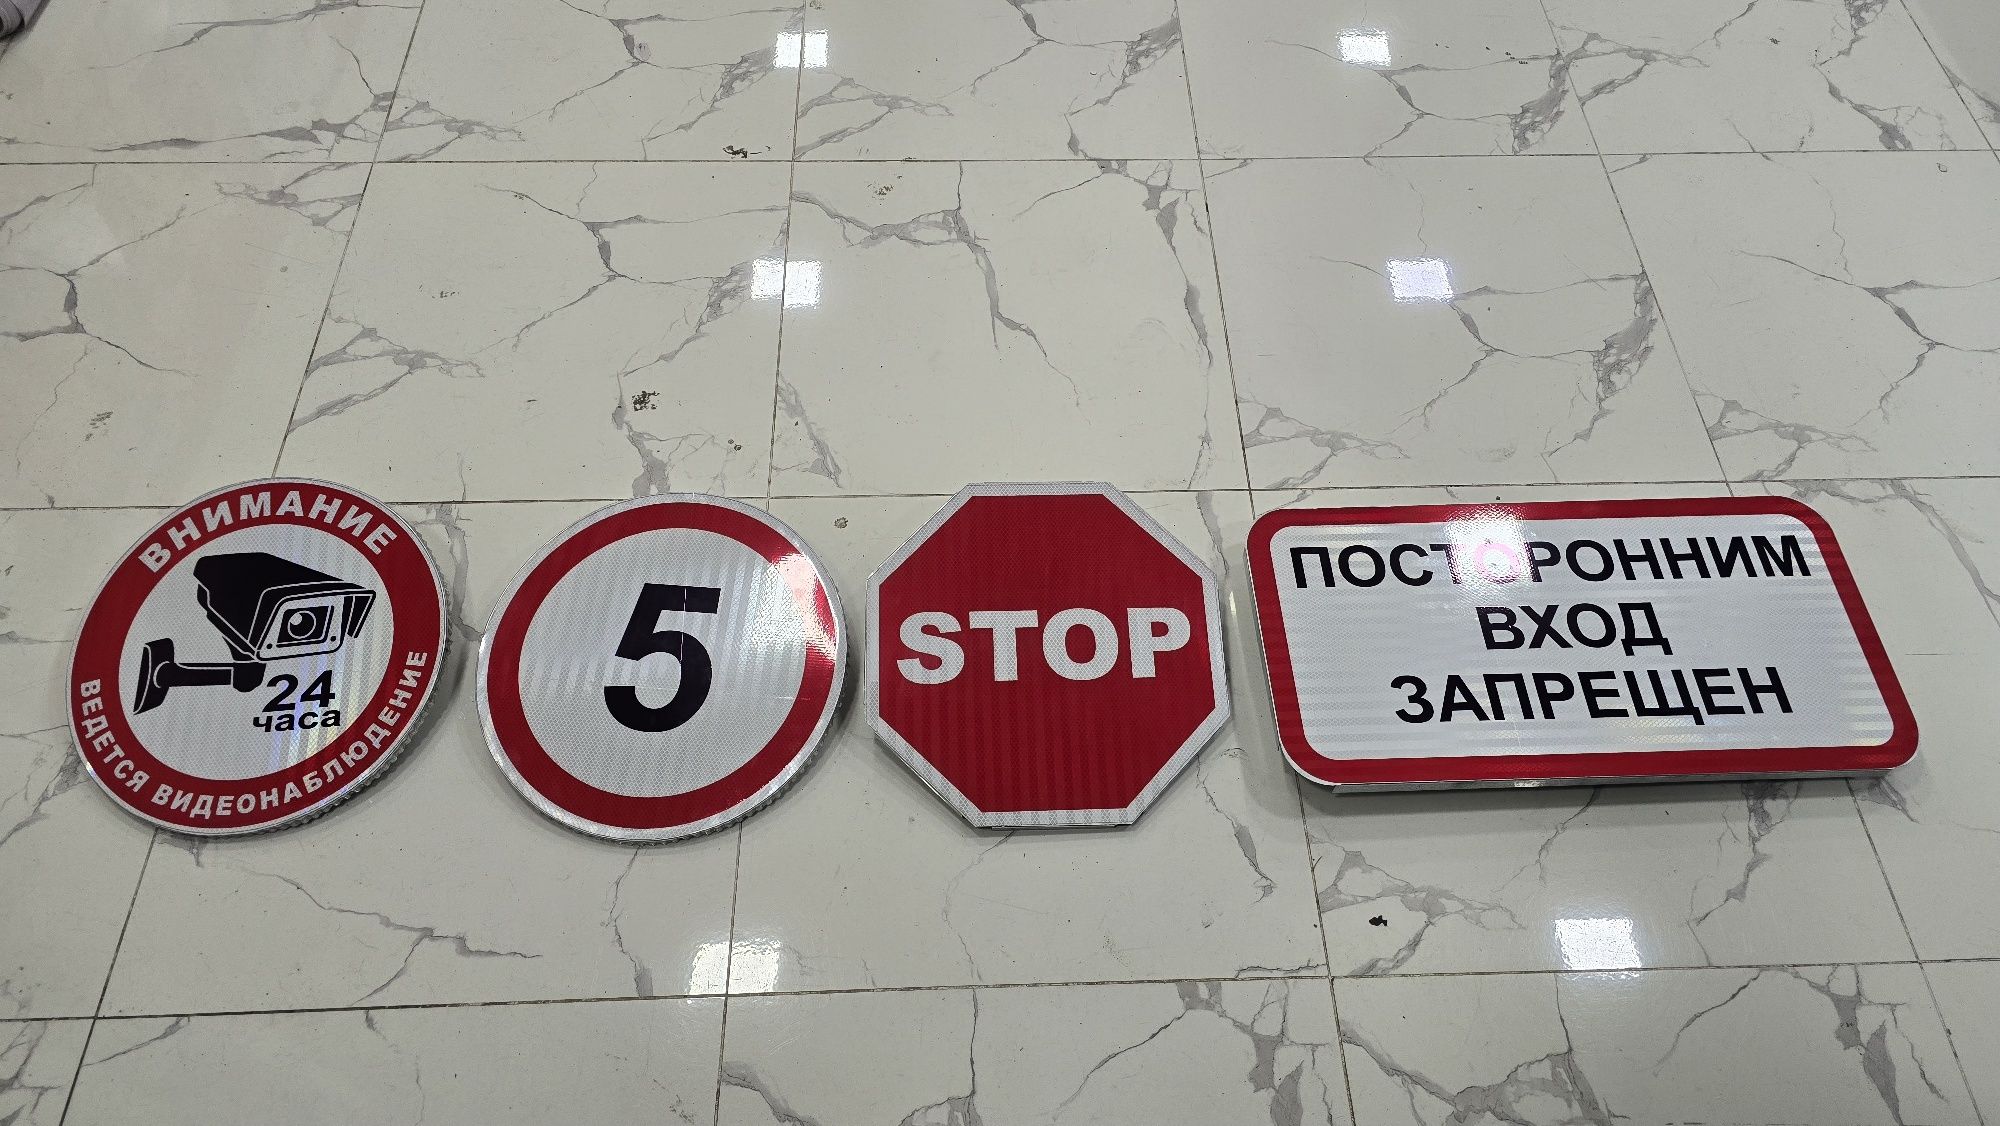 ВНИМАНИЕ
24
часа
ВЕДЕТСЯ ВИДЕОНАБЛЮДЕНИЕ
5
STOP
ПОСТОРОННИМ
ВХОД
ЗАПРЕЩЕН